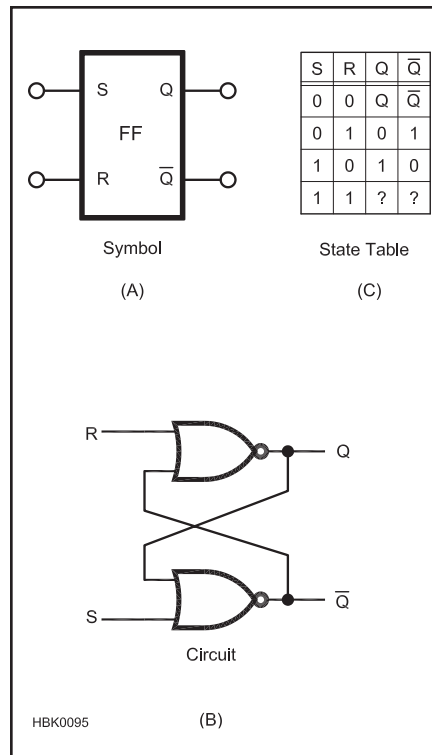 S Q
FF
R Q̅
Symbol
(A)
S R Q Q̅
0 0 Q Q̅
0 1 0 1
1 0 1 0
1 1 ? ?
State Table
(C)
R Q
S Q̅
Circuit
HBK0095
(B)